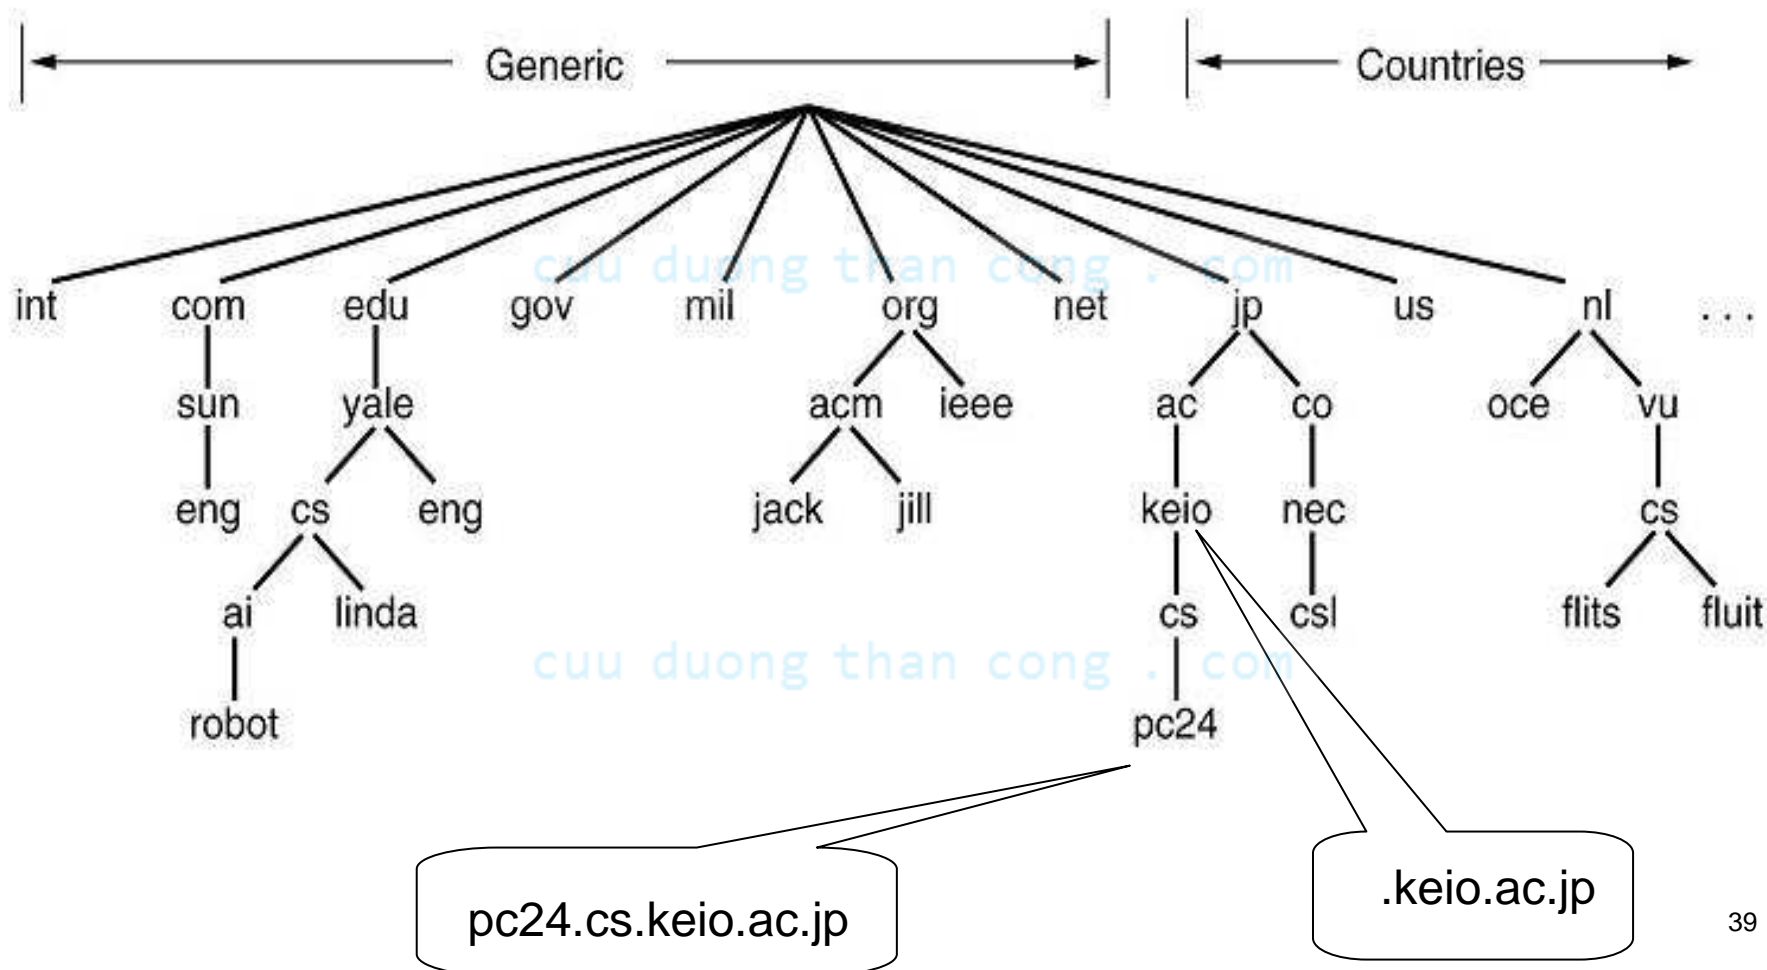 Generic Countries
cuu duong than cong . com
int com edu gov mil org net jp us nl ...
sun yale acm ieee ac co oce vu
eng cs eng jack jill keio nec cs
ai linda cs csl flits fluit
cuu duong than cong . com
robot pc24
.keio.ac.jp
pc24.cs.keio.ac.jp
39